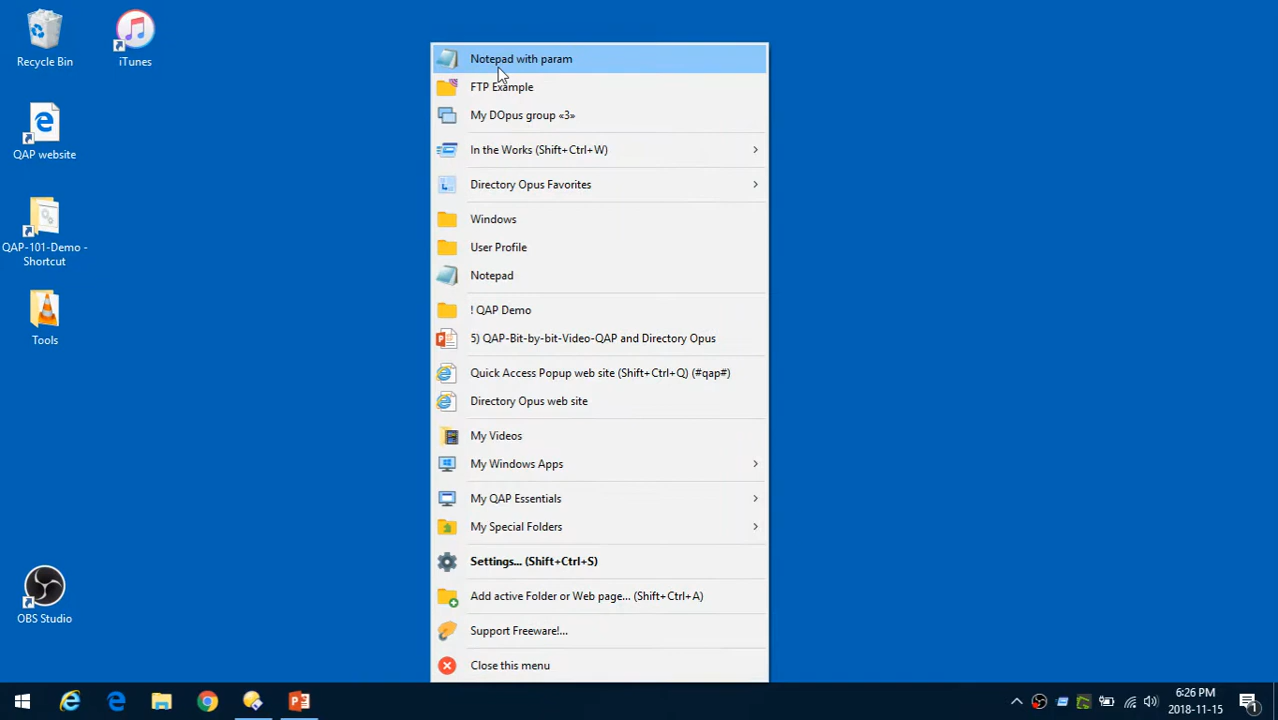 Recycle Bin
iTunes
QAP website
QAP-101-Demo -
Shortcut
Tools
OBS Studio
Notepad with param
FTP Example
My DOpus group «3»
In the Works (Shift+Ctrl+W)
Directory Opus Favorites
Windows
User Profile
Notepad
! QAP Demo
5) QAP-Bit-by-bit-Video-QAP and Directory Opus
Quick Access Popup web site (Shift+Ctrl+Q) (#qap#)
Directory Opus web site
My Videos
My Windows Apps
My QAP Essentials
My Special Folders
Settings... (Shift+Ctrl+S)
Add active Folder or Web page... (Shift+Ctrl+A)
Support Freeware!...
Close this menu
6:26 PM
2018-11-15
1